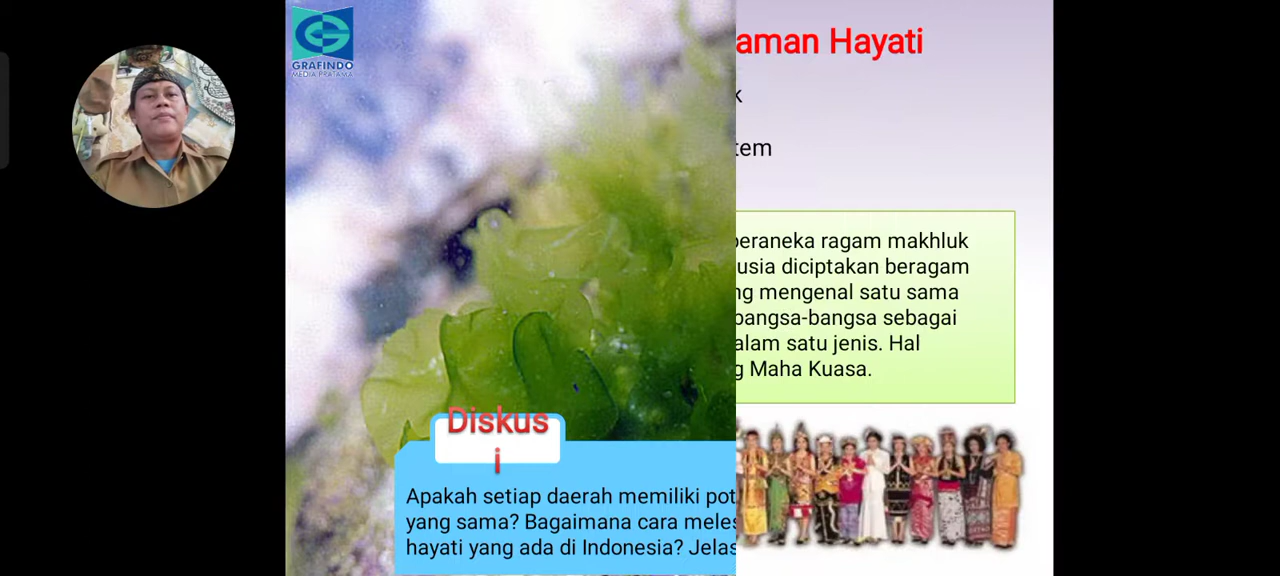 GRAFINDO
MEDIA PRATAMA
Diskus
i
Apakah setiap daerah memiliki pot
yang sama? Bagaimana cara meles
hayati yang ada di Indonesia? Jelas
aman Hayati
k
tem
beraneka ragam makhluk
usia diciptakan beragam
ng mengenal satu sama
bangsa-bangsa sebagai
alam satu jenis. Hal
g Maha Kuasa.